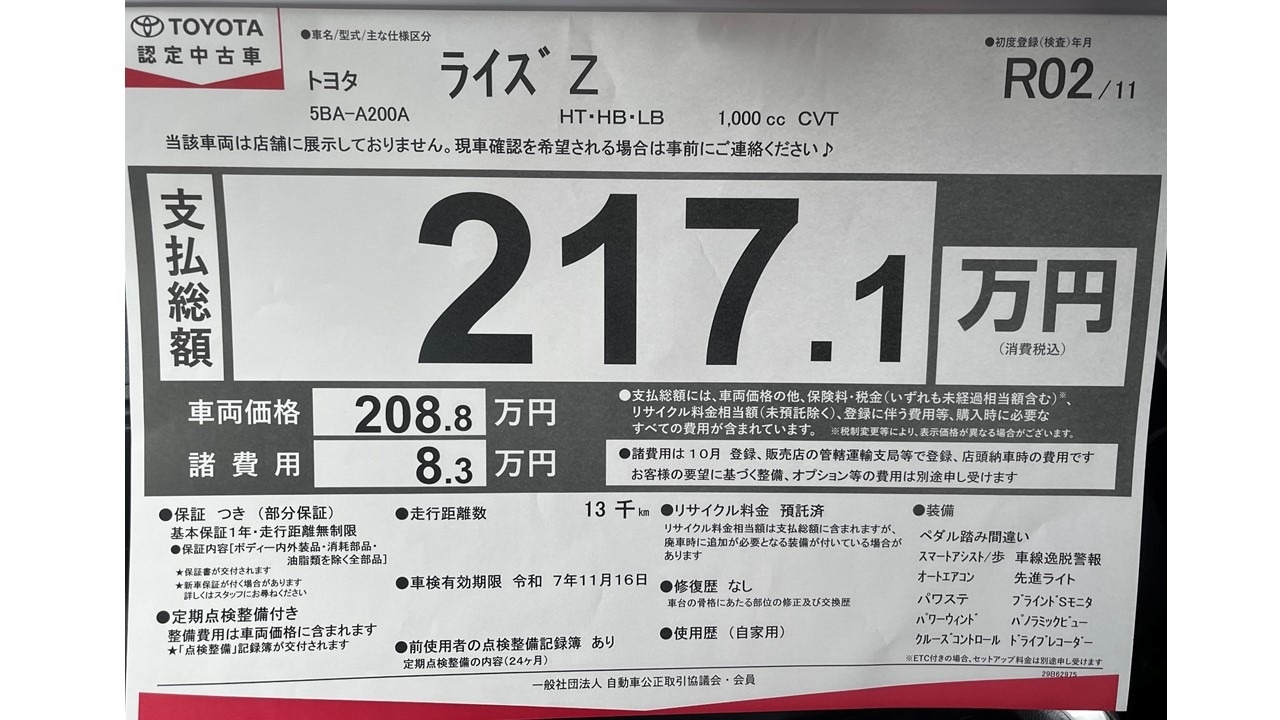 TOYOTA
認定中古車
●車名/型式/主な仕様区分
●初度登録(検査)年月
トヨタ ライズ Z
R02/11
5BA-A200A HT・HB・LB 1,000 cc CVT
当該車両は店舗に展示しておりません。現車確認を希望される場合は事前にご連絡ください♪
支払総額
217.1
万円
(消費税込)
車両価格 208.8 万円
諸費用 8.3 万円
●支払総額には、車両価格の他、保険料・税金(いずれも未経過相当額含む)※、
リサイクル料金相当額(未預託除く)、登録に伴う費用等、購入時に必要な
すべての費用が含まれています。 ※税制変更等により、表示価格が異なる場合がございます。
●諸費用は10月 登録、販売店の管轄運輸支局等で登録、店頭納車時の費用です
お客様の要望に基づく整備、オプション等の費用は別途申し受けます
●保証 つき (部分保証)
基本保証1年・走行距離無制限
●保証内容[ボディー内外装品・消耗部品・
油脂類を除く全部品]
★保証書が交付されます
★新車保証が付く場合があります
詳しくはスタッフにお尋ねください
●定期点検整備付き
整備費用は車両価格に含まれます
★「点検整備」記録簿が交付されます
●走行距離数 13 千km
●車検有効期限 令和 7年11月16日
●前使用者の点検整備記録簿 あり
定期点検整備の内容(24ヶ月)
●リサイクル料金 預託済
リサイクル料金相当額は支払総額に含まれますが、
廃車時に追加が必要となる装備が付いている場合が
あります
●修復歴 なし
車台の骨格にあたる部位の修正及び交換歴
●使用歴 (自家用)
●装備
ペダル踏み間違い
スマートアシスト/歩 車線逸脱警報
オートエアコン 先進ライト
パワステ ブラインドSモニタ
パワーウィンド パノラミックビュー
クルーズコントロール ドライブレコーダー
※ETC付きの場合、セットアップ料金は別途申し受けます
29B62975
一般社団法人 自動車公正取引協議会・会員